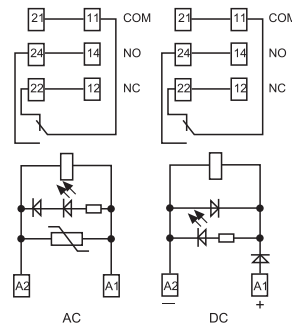 21 11 COM 21 11 COM
24 14 NO 24 14 NO
22 12 NC 22 12 NC
A2 A1 A2 A1
— +
AC DC